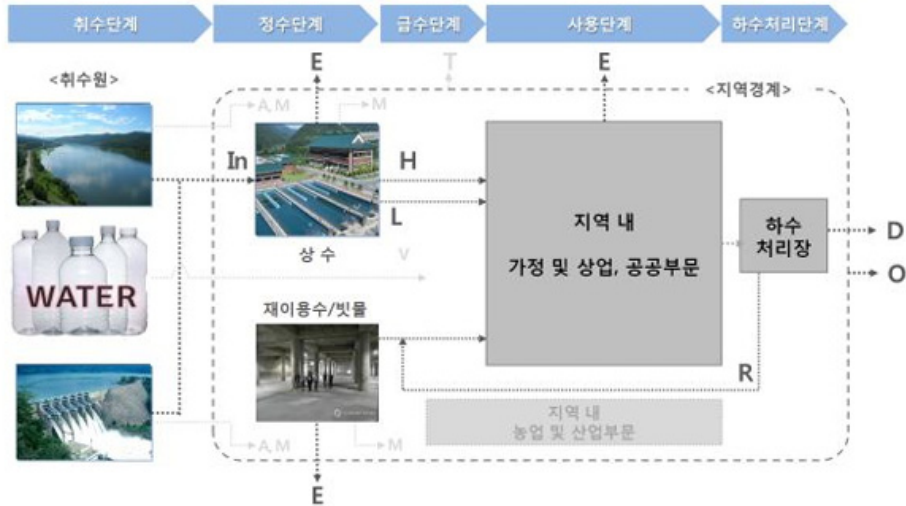 취수단계
정수단계
급수단계
사용단계
하수처리단계
<취수원>
E
T
E
<지역경계>
A, M
M
In
H
L
상 수
V
WATER
지역 내
가정 및 상업, 공공부문
하수
처리장
D
O
재이용수/빗물
R
지역 내
농업 및 산업부문
A, M
M
E